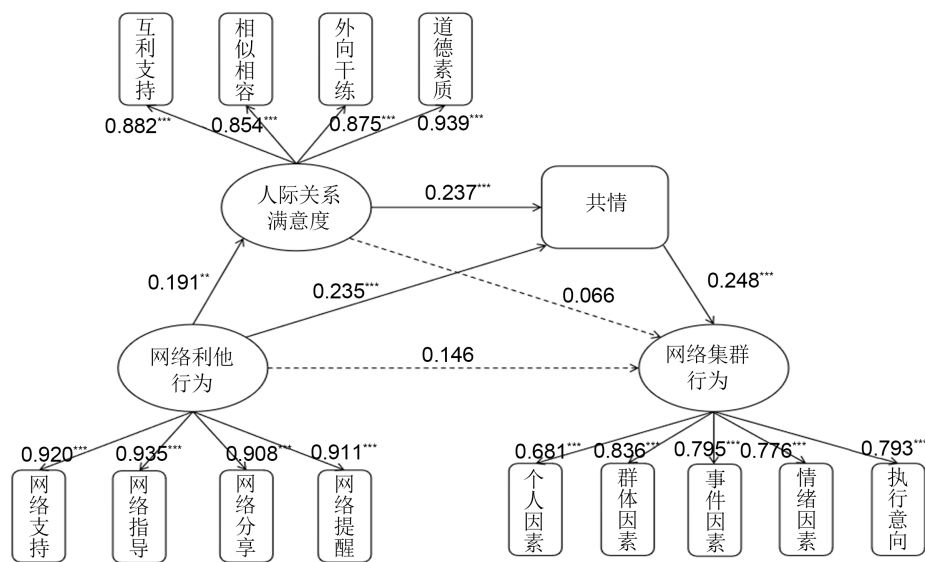 互利支持
相似相容
外向干练
道德素质
0.882***
0.854***
0.875***
0.939***
人际关系
满意度
0.237***
共情
0.191**
0.235***
0.066
0.248***
网络利他
行为
0.146
网络集群
行为
0.920***
0.935***
0.908***
0.911***
0.681***
0.836***
0.795***
0.776***
0.793***
网络支持
网络指导
网络分享
网络提醒
个人因素
群体因素
事件因素
情绪因素
执行意向